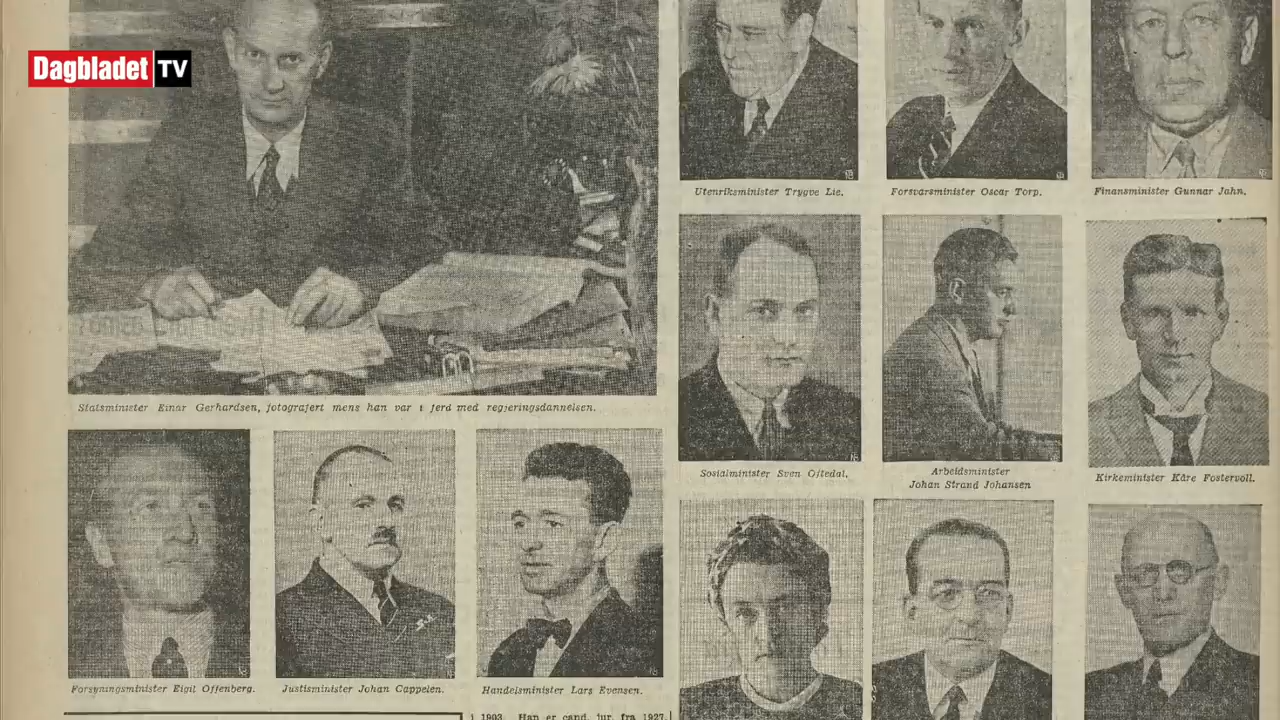 Dagbladet TV
Utenriksminister Trygve Lie.
Forsvarsminister Oscar Torp.
Finansminister Gunnar Jahn.
Statsminister Einar Gerhardsen, fotografert mens han var i ferd med regjeringsdannelsen.
Sosialminister Sven Oftedal.
Arbeidsminister
Johan Strand Johansen
Kirkeminister Kåre Fostervoll.
Forsyningsminister Eigil Offenberg.
Justisminister Johan Cappelen.
Handelsminister Lars Evensen.
i 1903. Han er cand. jur. fra 1927.